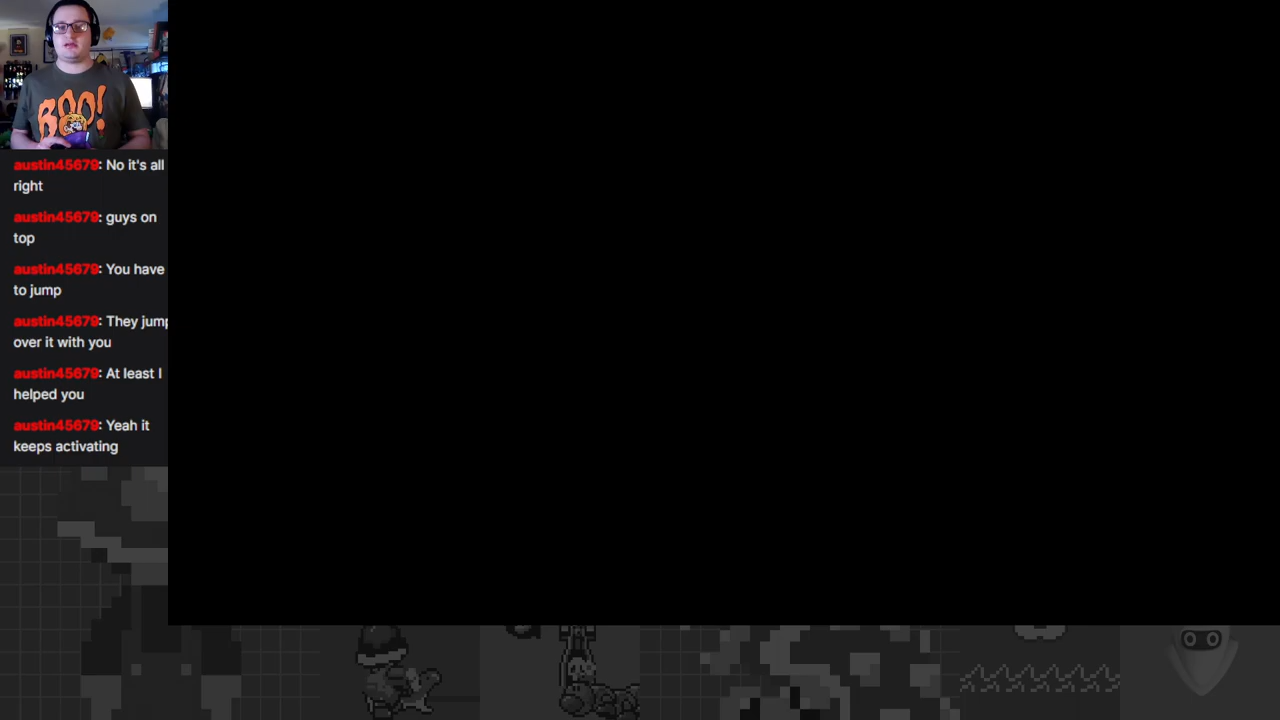 BOO!
austin45679: No it's all
right
austin45679: guys on
top
austin45679: You have
to jump
austin45679: They jump
over it with you
austin45679: At least I
helped you
austin45679: Yeah it
keeps activating